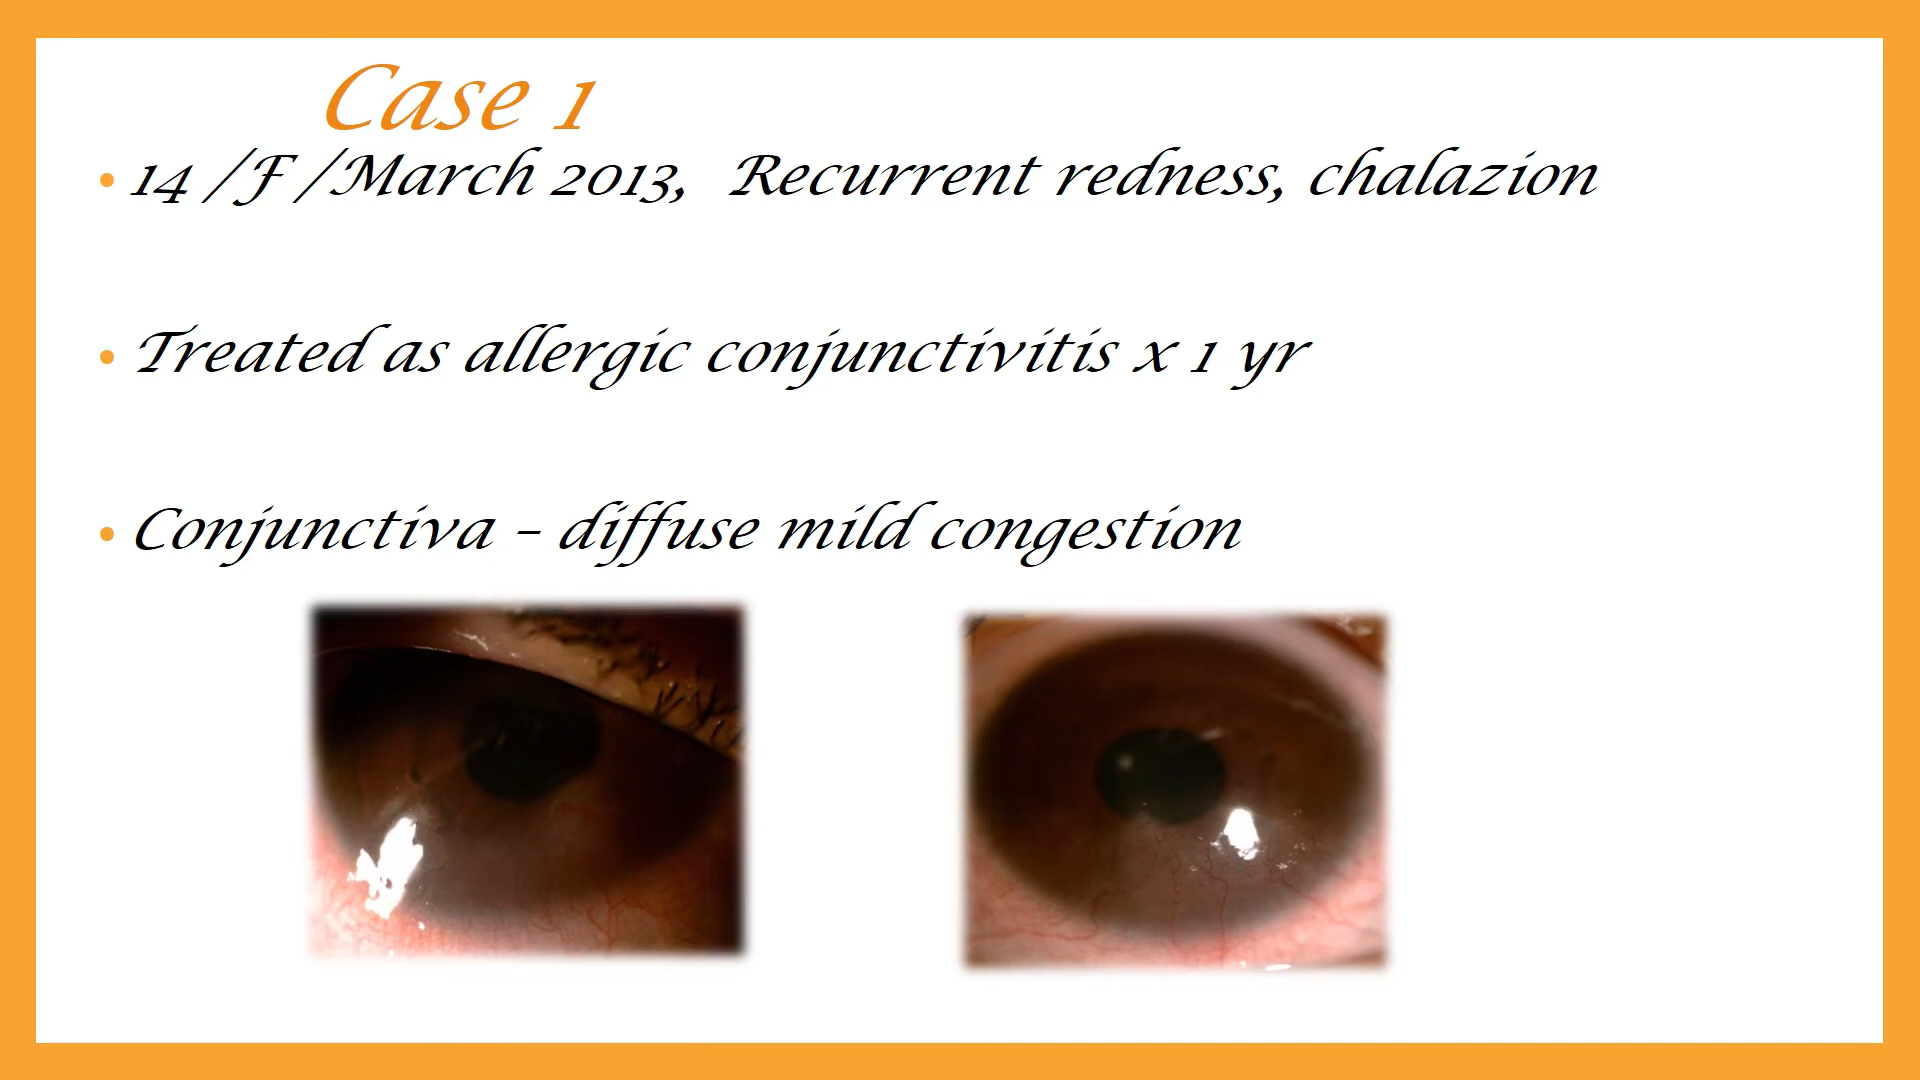 Case 1
• 14 /F /March 2013, Recurrent redness, chalazion
• Treated as allergic conjunctivitis x 1 yr
• Conjunctiva – diffuse mild congestion